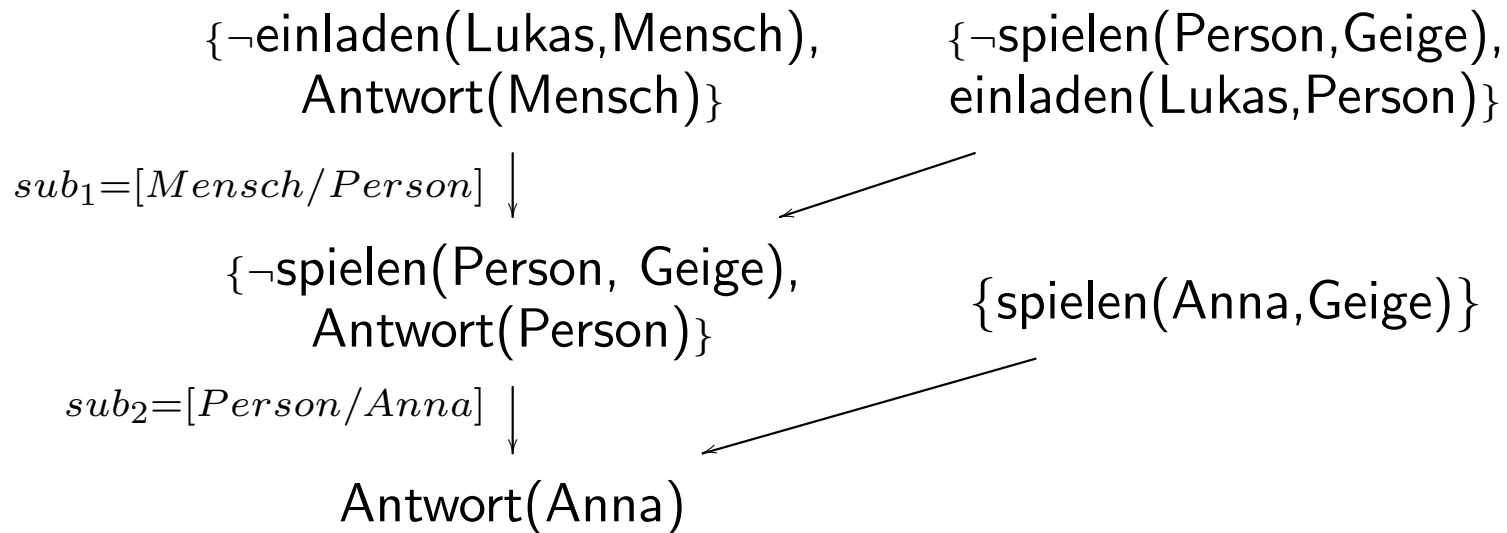 {¬einladen(Lukas,Mensch),
Antwort(Mensch)}
{¬spielen(Person,Geige),
einladen(Lukas,Person)}
sub₁=[Mensch/Person]
{¬spielen(Person, Geige),
Antwort(Person)}
{spielen(Anna,Geige)}
sub₂=[Person/Anna]
Antwort(Anna)